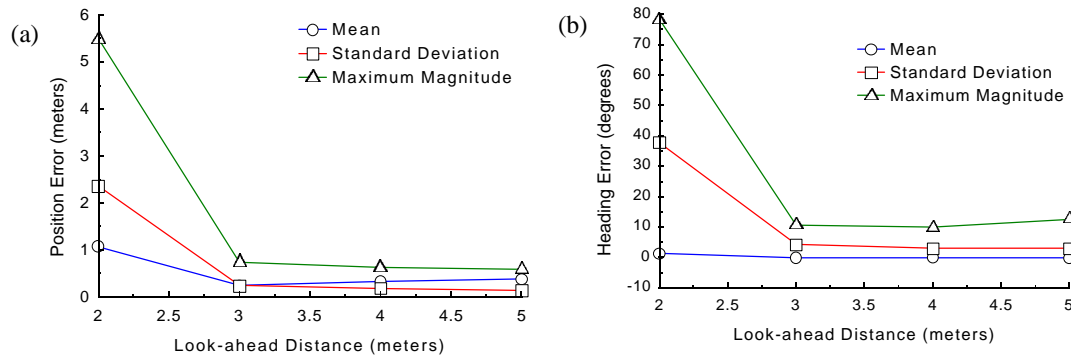 (a)
Position Error (meters)
6
5
4
3
2
1
0
Mean
Standard Deviation
Maximum Magnitude
2
2.5
3
3.5
4
4.5
5
Look-ahead Distance (meters)
(b)
Heading Error (degrees)
80
70
60
50
40
30
20
10
0
-10
Mean
Standard Deviation
Maximum Magnitude
2
2.5
3
3.5
4
4.5
5
Look-ahead Distance (meters)